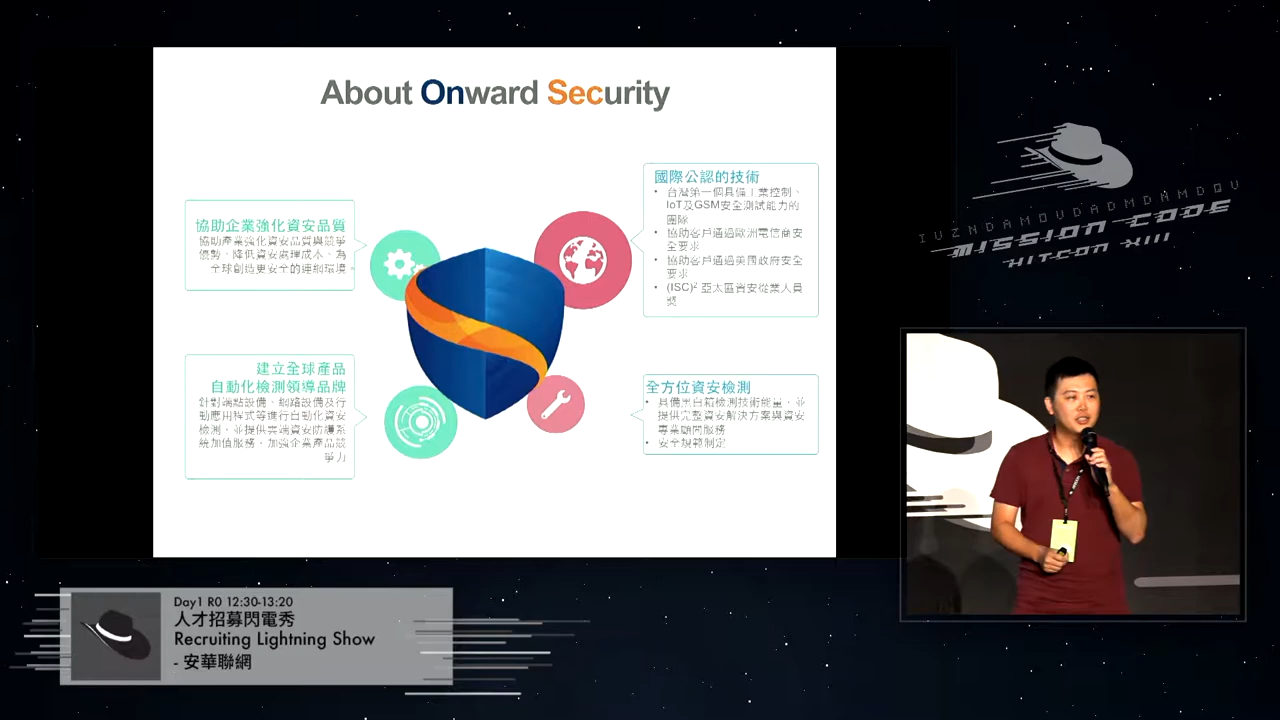 About Onward Security
協助企業強化資安品質
協助產業強化資安品質與競爭
優勢、降低資安處理成本、為
全球創造更安全的連網環境。
建立全球產品
自動化檢測領導品牌
針對端點設備、網路設備及行
動應用程式等進行自動化資安
檢測，並提供雲端資安防護系
統加值服務，加強企業產品競
爭力
國際公認的技術
• 台灣第一個具備工業控制、
IoT及GSM安全測試能力的
團隊
• 協助客戶通過歐洲電信商安
全要求
• 協助客戶通過美國政府安全
要求
• (ISC)² 亞太區資安從業人員
獎
全方位資安檢測
• 具備黑白箱檢測技術能量，並
提供完整資安解決方案與資安
專業顧問服務
• 安全規範制定
IVZNDAMOVDADMDAMDQV
MISSION CODE
HITCON XIII
Day1 R0 12:30-13:20
人才招募閃電秀
Recruiting Lightning Show
- 安華聯網